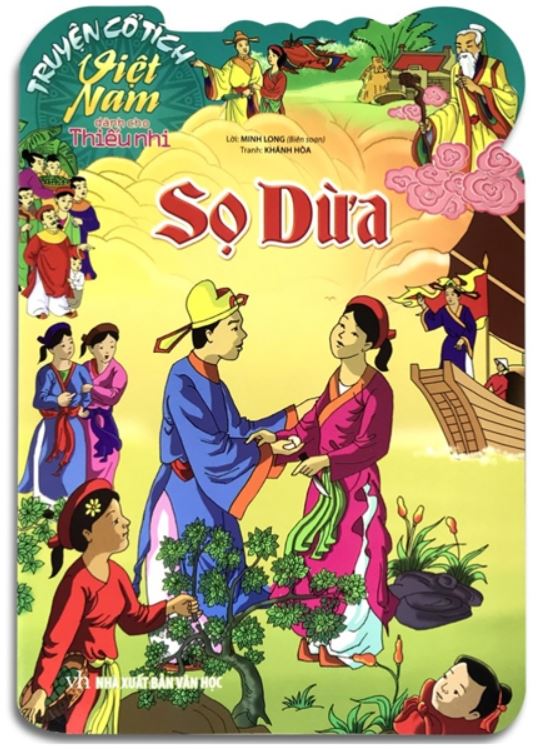 TRUYỆN CỔ TÍCH
Việt
Nam
dành cho
Thiếu nhi
Lời: MINH LONG (Biên soạn)
Tranh: KHÁNH HÒA
Sọ Dừa
vh NHÀ XUẤT BẢN VĂN HỌC